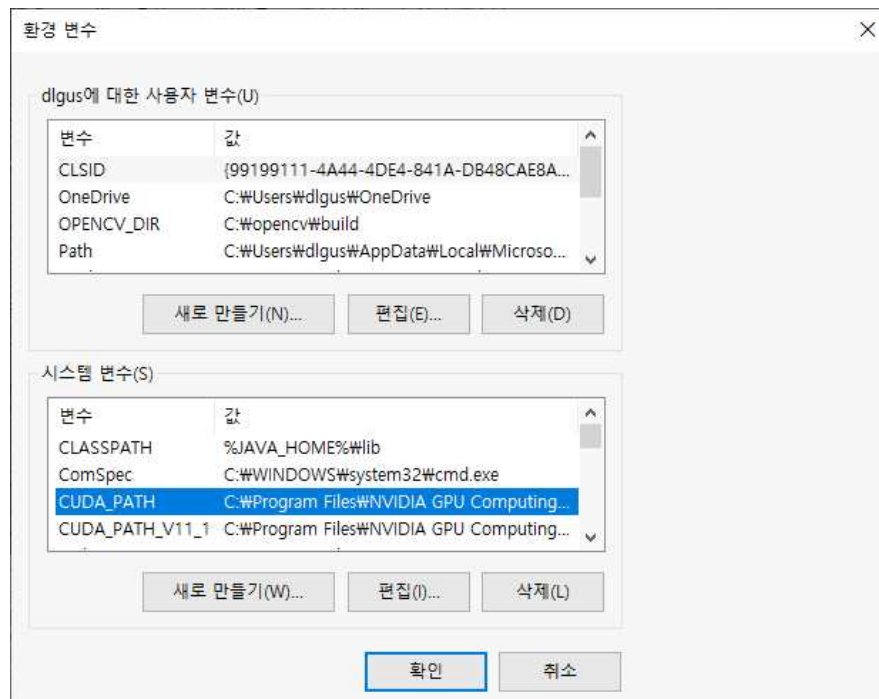 환경 변수
dlgus에 대한 사용자 변수(U)
변수 값
CLSID {99199111-4A44-4DE4-841A-DB48CAE8A...
OneDrive C:₩Users₩dlgus₩OneDrive
OPENCV_DIR C:₩opencv₩build
Path C:₩Users₩dlgus₩AppData₩Local₩Microso...
새로 만들기(N)... 편집(E)... 삭제(D)
시스템 변수(S)
변수 값
CLASSPATH %JAVA_HOME%₩lib
ComSpec C:₩WINDOWS₩system32₩cmd.exe
CUDA_PATH C:₩Program Files₩NVIDIA GPU Computing...
CUDA_PATH_V11_1 C:₩Program Files₩NVIDIA GPU Computing...
새로 만들기(W)... 편집(I)... 삭제(L)
확인 취소